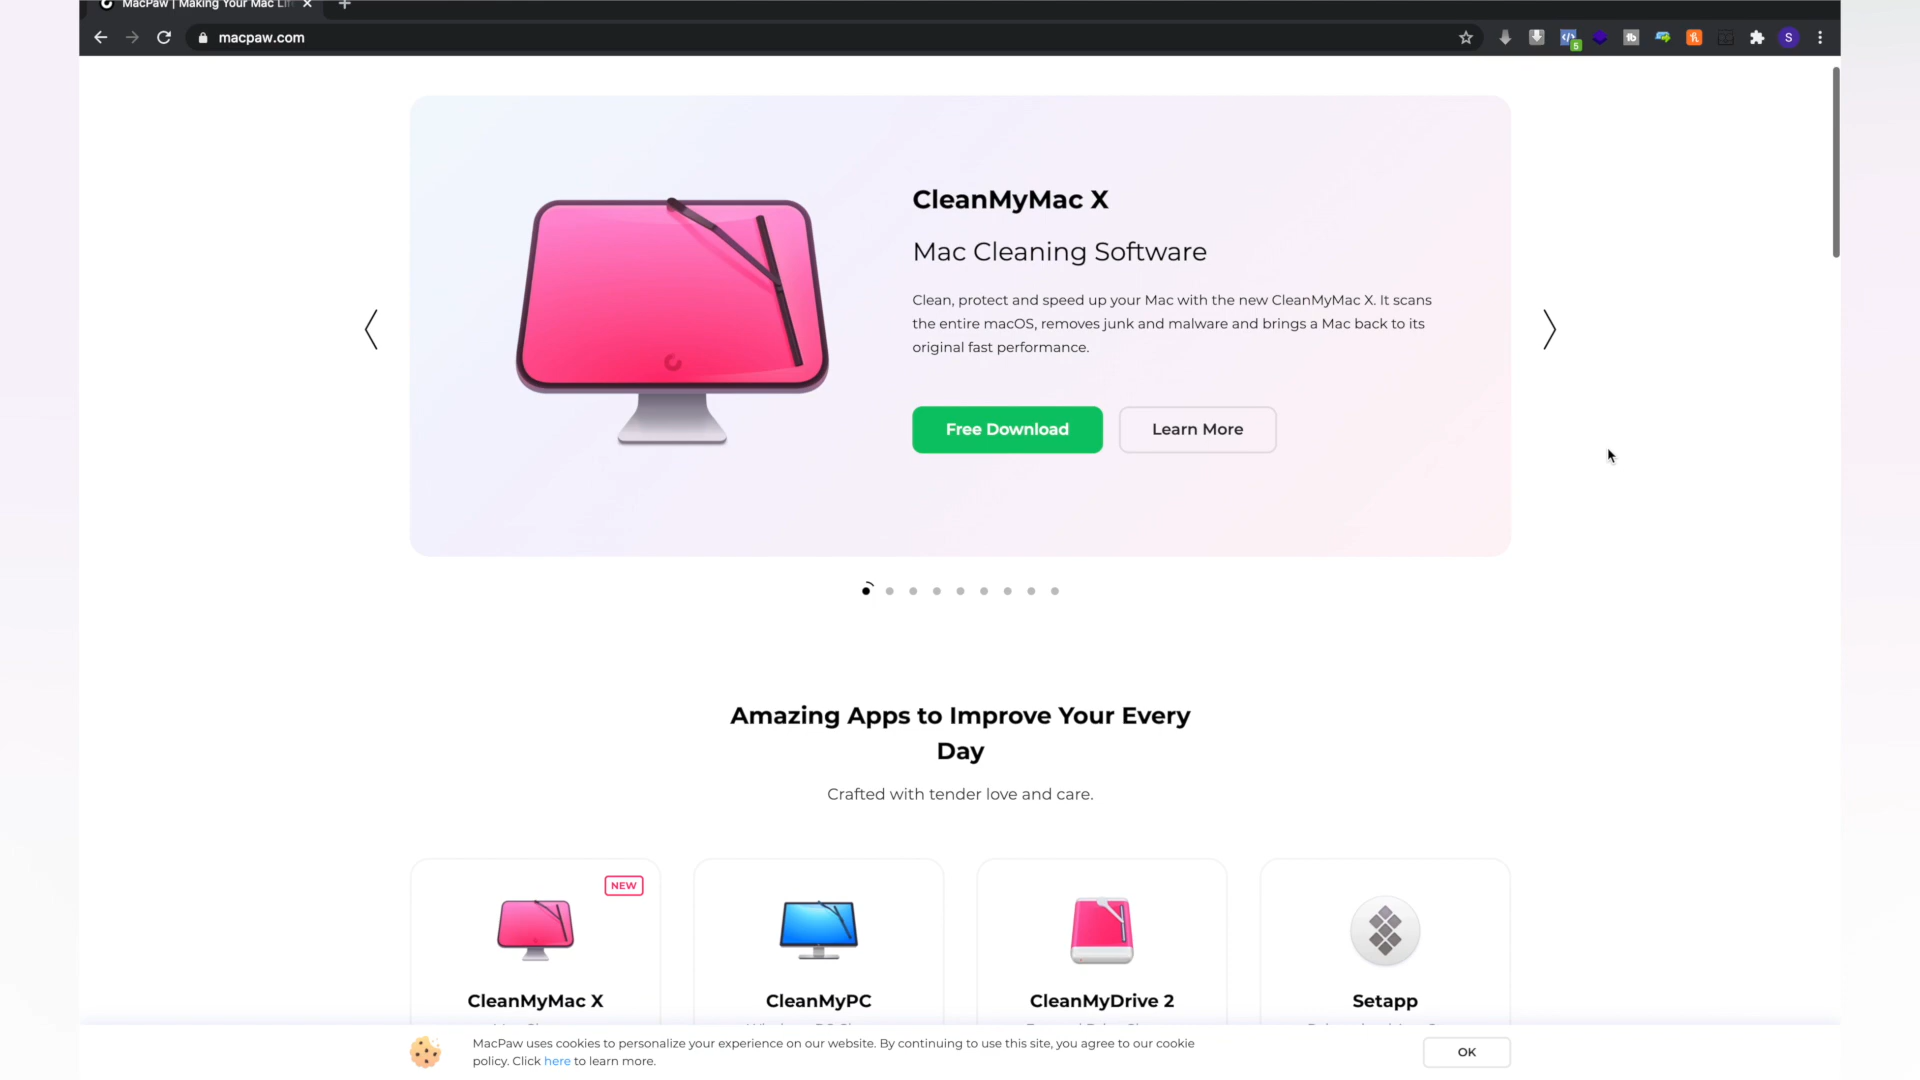 MacPaw | Making Your Mac Lif
macpaw.com
5
S
CleanMyMac X
Mac Cleaning Software
Clean, protect and speed up your Mac with the new CleanMyMac X. It scans
the entire macOS, removes junk and malware and brings a Mac back to its
original fast performance.
Free Download
Learn More
Amazing Apps to Improve Your Every
Day
Crafted with tender love and care.
NEW
CleanMyMac X
CleanMyPC
CleanMyDrive 2
Setapp
MacPaw uses cookies to personalize your experience on our website. By continuing to use this site, you agree to our cookie
policy. Click here to learn more.
OK